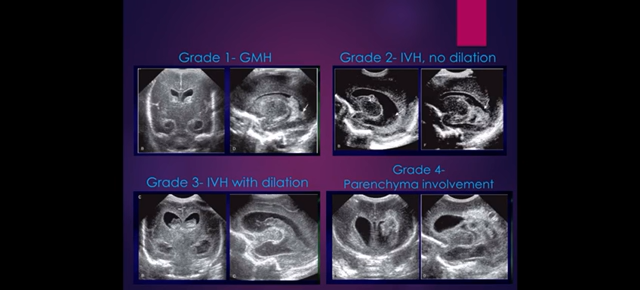 Grade 1- GMH
Grade 2- IVH, no dilation
Grade 3- IVH with dilation
Grade 4-
Parenchyma involvement